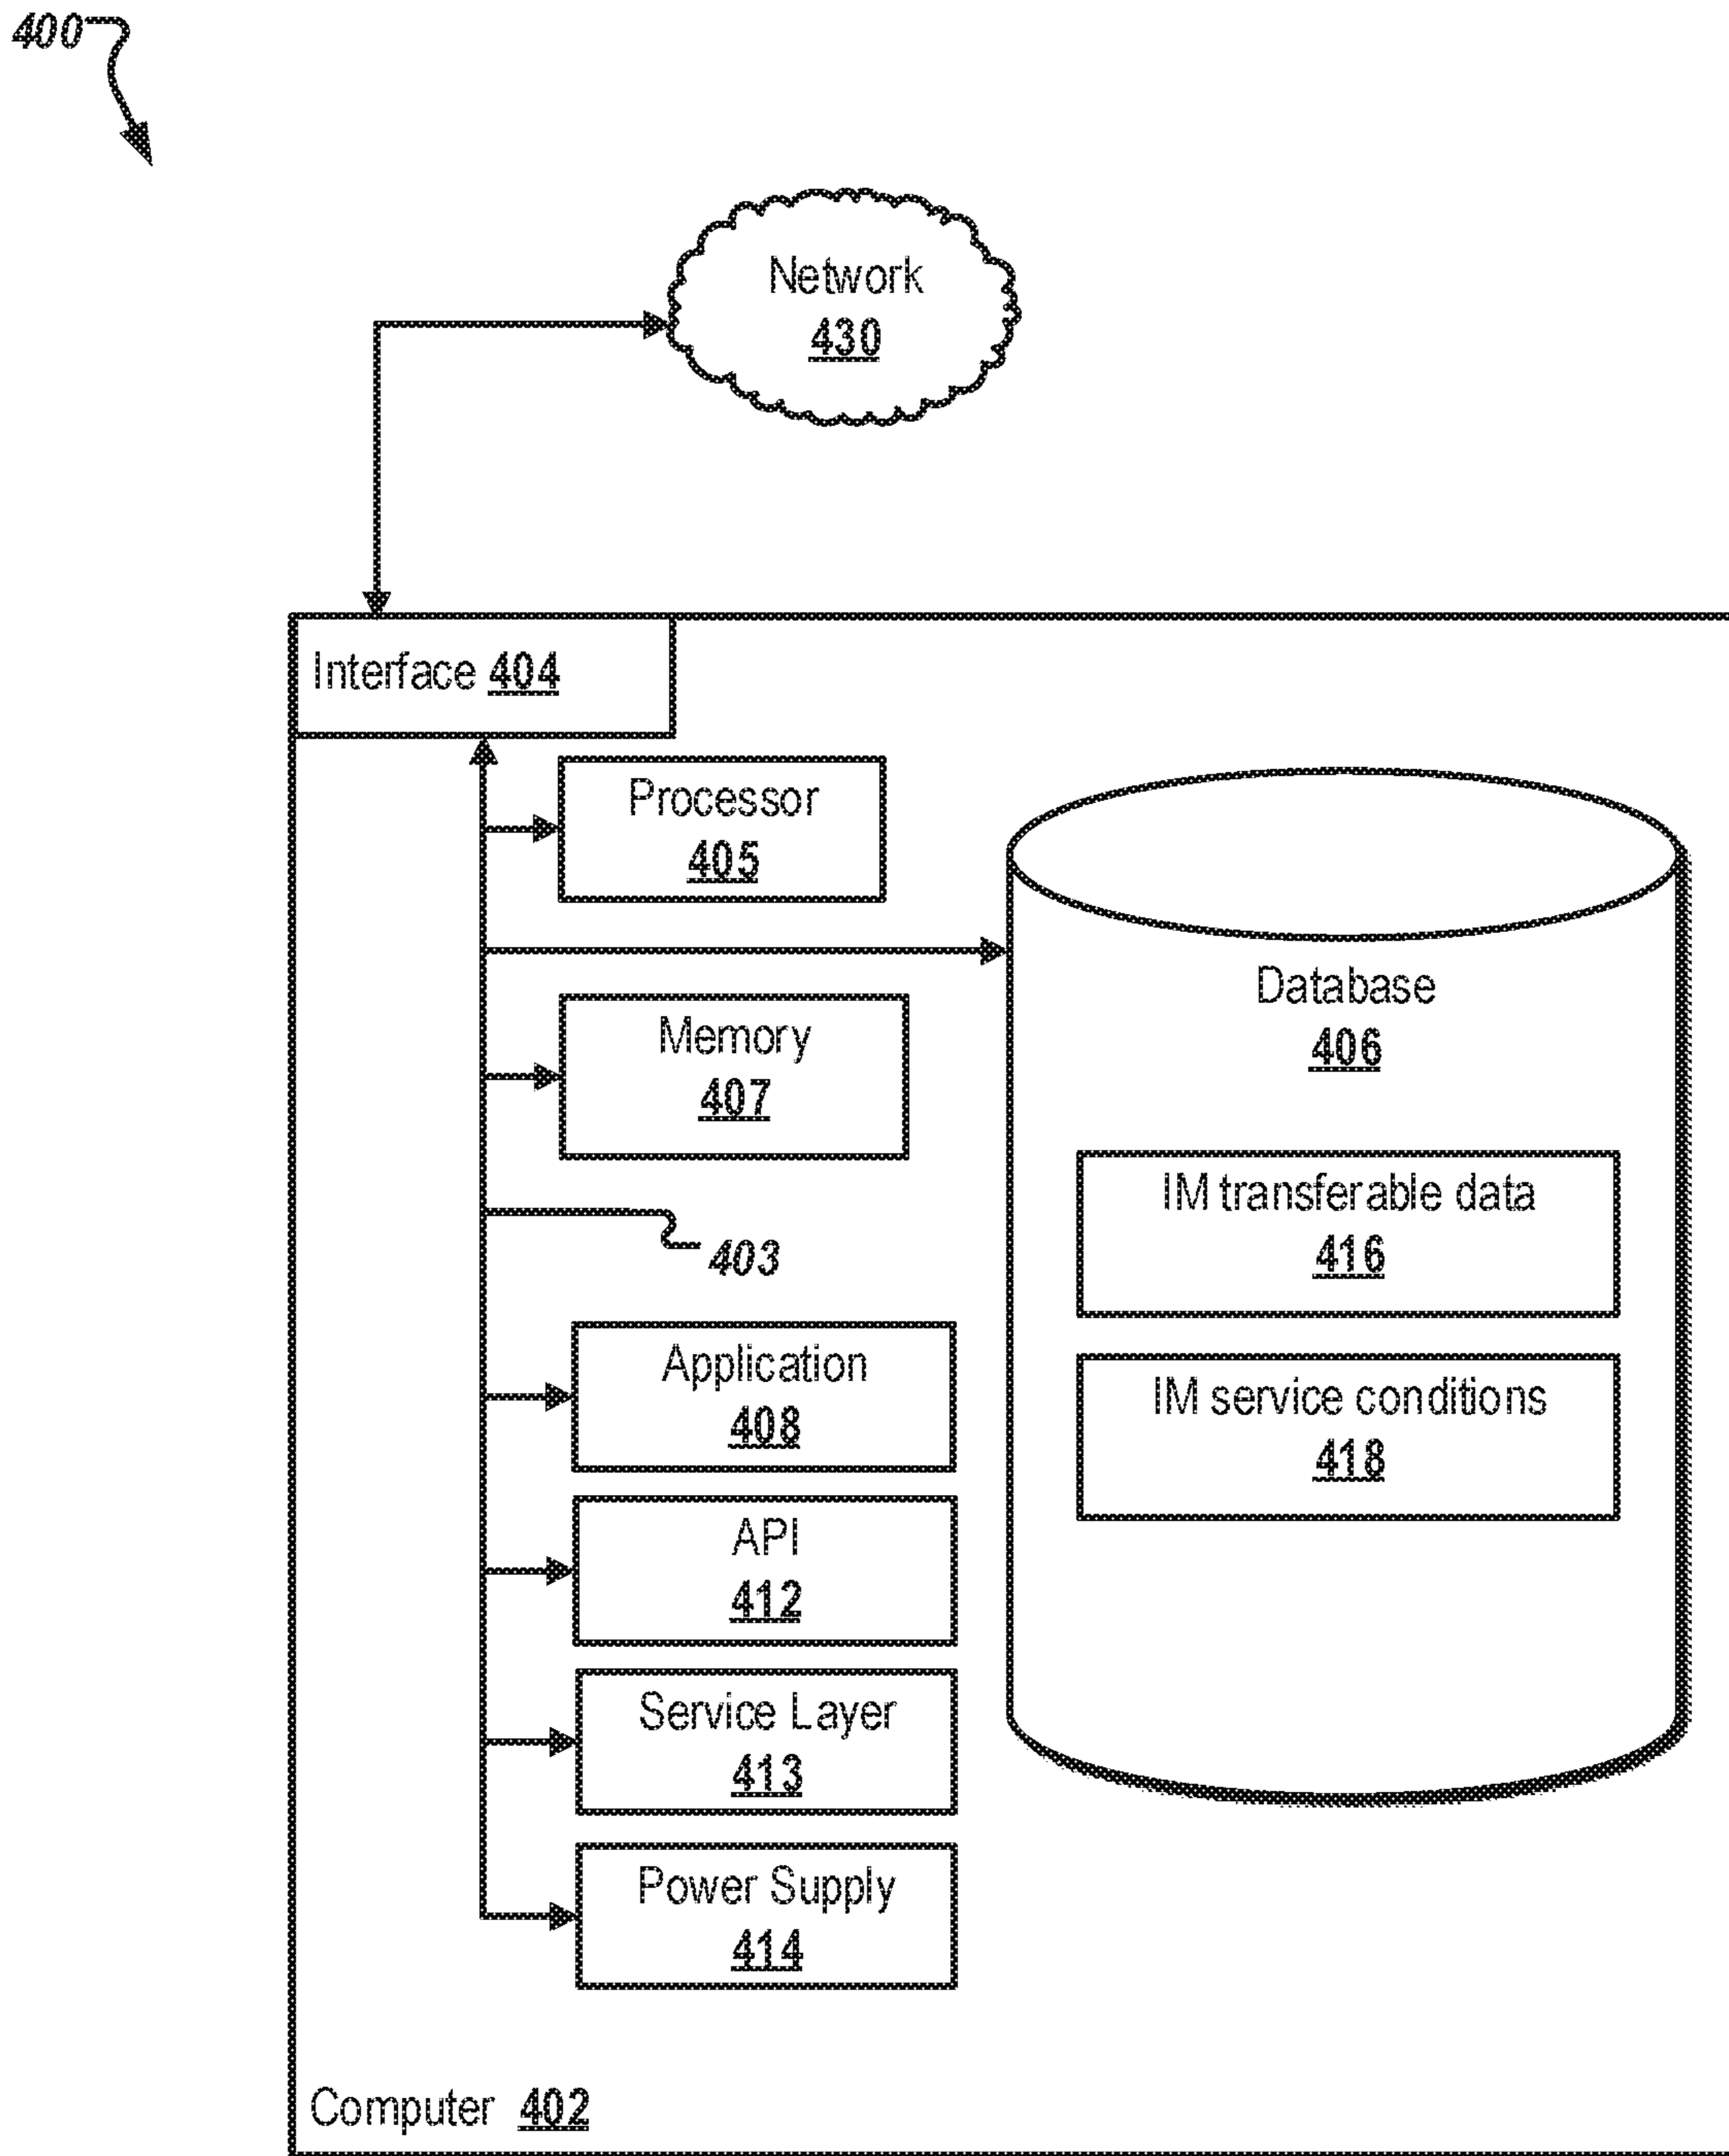 400
Network
430
Interface 404
Processor
405
Database
406
Memory
407
IM transferable data
416
403
Application
408
IM service conditions
418
API
412
Service Layer
413
Power Supply
414
Computer 402